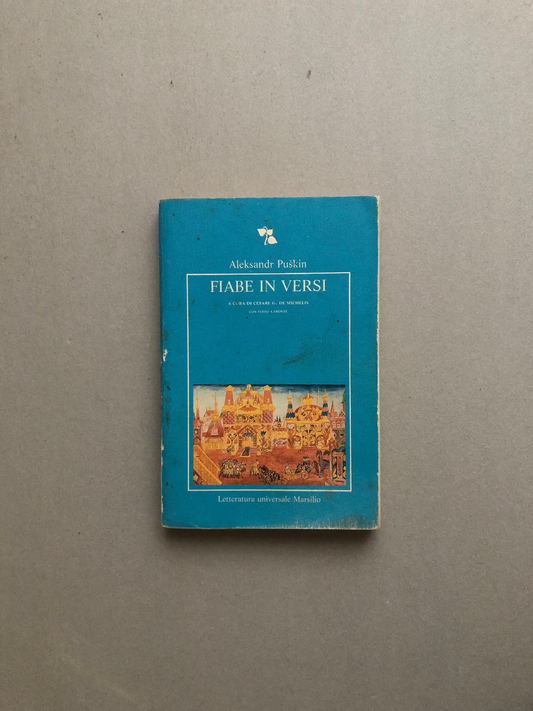 Aleksandr Puškin
FIABE IN VERSI
A CURA DI CESARE G. DE MICHELIS
CON TESTO A FRONTE
Letteratura universale Marsilio